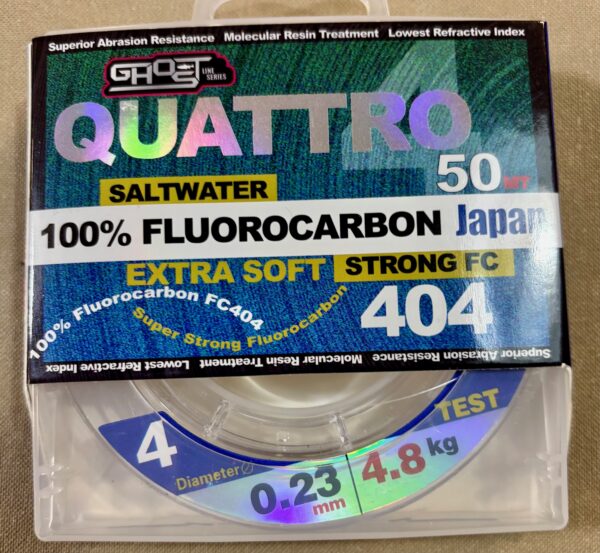 Superior Abrasion Resistance Molecular Resin Treatment Lowest Refractive Index
GHOST LINE SERIES
4
QUATTRO
50 MT
SALTWATER
100% FLUOROCARBON Japan
EXTRA SOFT STRONG FC
404
100% Fluorocarbon FC404
Super Strong Fluorocarbon
Superior Abrasion Resistance Molecular Resin Treatment Lowest Refractive Index
4
Diameter∅
0.23 mm
4.8 kg
TEST